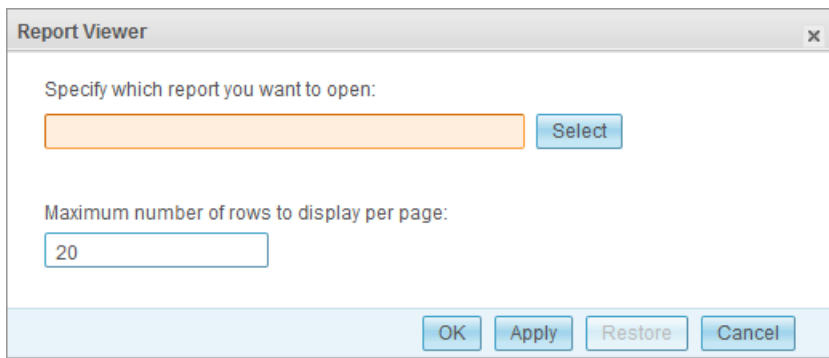 Report Viewer
Specify which report you want to open:
Select
Maximum number of rows to display per page:
20
OK Apply Restore Cancel